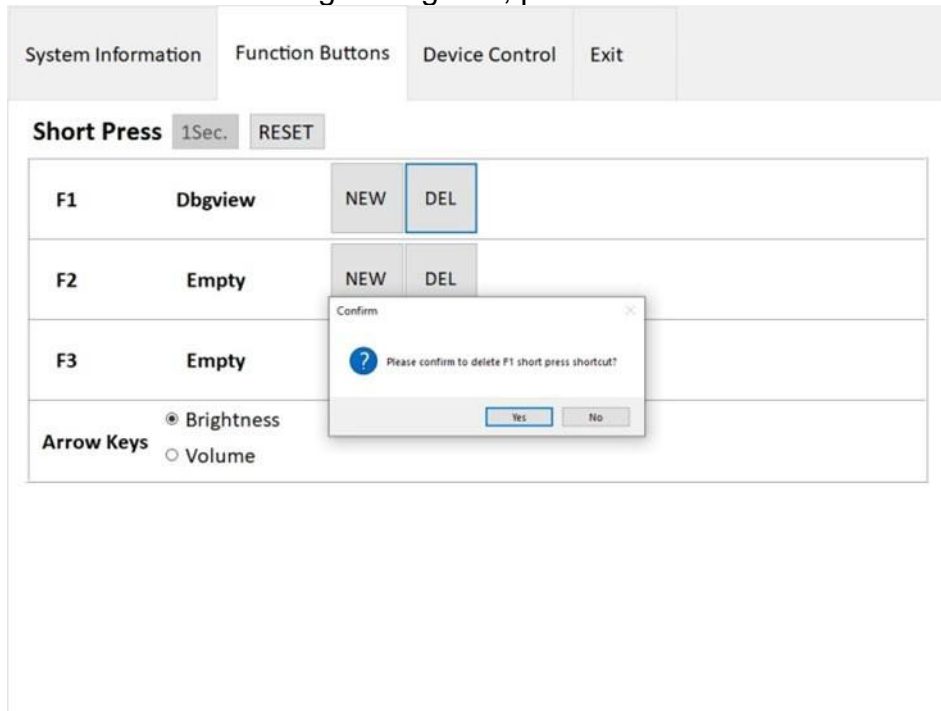 System Information Function Buttons Device Control Exit
Short Press 1Sec. RESET
F1 Dbgview NEW DEL
F2 Empty NEW DEL
Confirm
Please confirm to delete F1 short press shortcut?
F3 Empty
Yes No
Arrow Keys Brightness
Volume